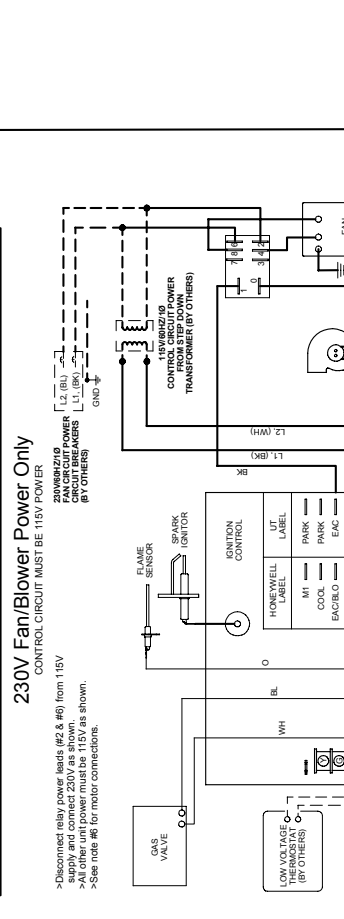 230V Fan/Blower Power Only
CONTROL CIRCUIT MUST BE 115V POWER
>Disconnect relay power leads (#2 & #6) from 115V
supply and connect 230V as shown.
>All other unit power must be 115V as shown.
>See note #6 for motor connections.
230V/60HZ/1Ø
FAN CIRCUIT POWER
CIRCUIT BREAKERS
(BY OTHERS)
L2, (BL)
L1, (BK)
GND
115V/60HZ/1Ø
CONTROL CIRCUIT POWER
FROM STEP DOWN
TRANSFORMER (BY OTHERS)
7 8 6
3 4 2
1 0
FAN
L2, (WH)
L1, (BK)
BK
FLAME
SENSOR
SPARK
IGNITOR
IGNITION
CONTROL
HONEYWELL
LABEL
UT
LABEL
M1
PARK
COOL
PARK
EAC/BLO
EAC
O
BL
WH
GAS
VALVE
Y
G
LOW VOLTAGE
THERMOSTAT
(BY OTHERS)